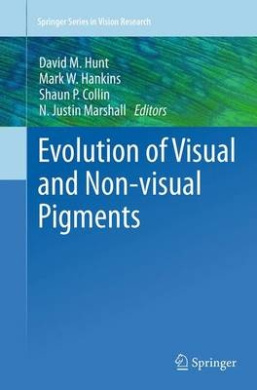 Springer Series in Vision Research
David M. Hunt
Mark W. Hankins
Shaun P. Collin
N. Justin Marshall Editors
Evolution of Visual
and Non-visual
Pigments
Springer